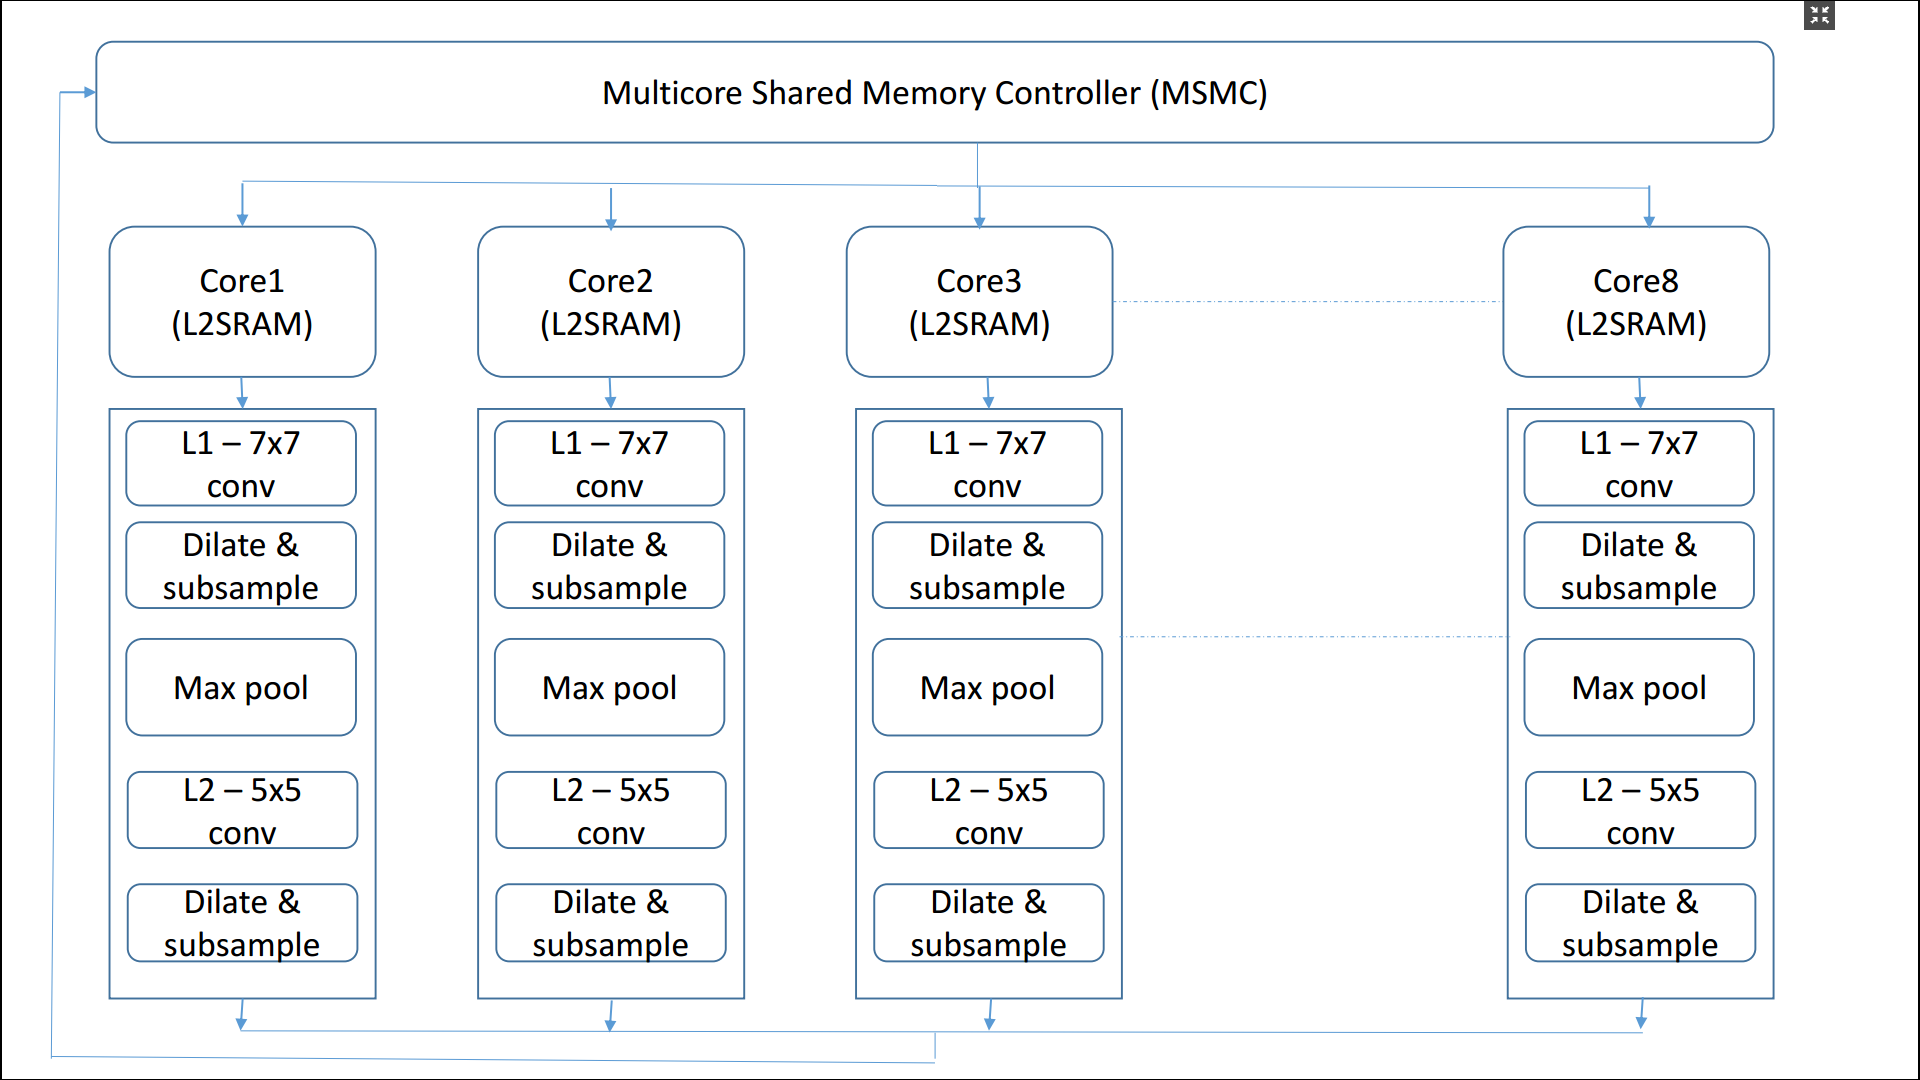 Multicore Shared Memory Controller (MSMC)
Core1
(L2SRAM)
Core2
(L2SRAM)
Core3
(L2SRAM)
Core8
(L2SRAM)
L1 – 7x7
conv
Dilate &
subsample
Max pool
L2 – 5x5
conv
Dilate &
subsample
L1 – 7x7
conv
Dilate &
subsample
Max pool
L2 – 5x5
conv
Dilate &
subsample
L1 – 7x7
conv
Dilate &
subsample
Max pool
L2 – 5x5
conv
Dilate &
subsample
L1 – 7x7
conv
Dilate &
subsample
Max pool
L2 – 5x5
conv
Dilate &
subsample